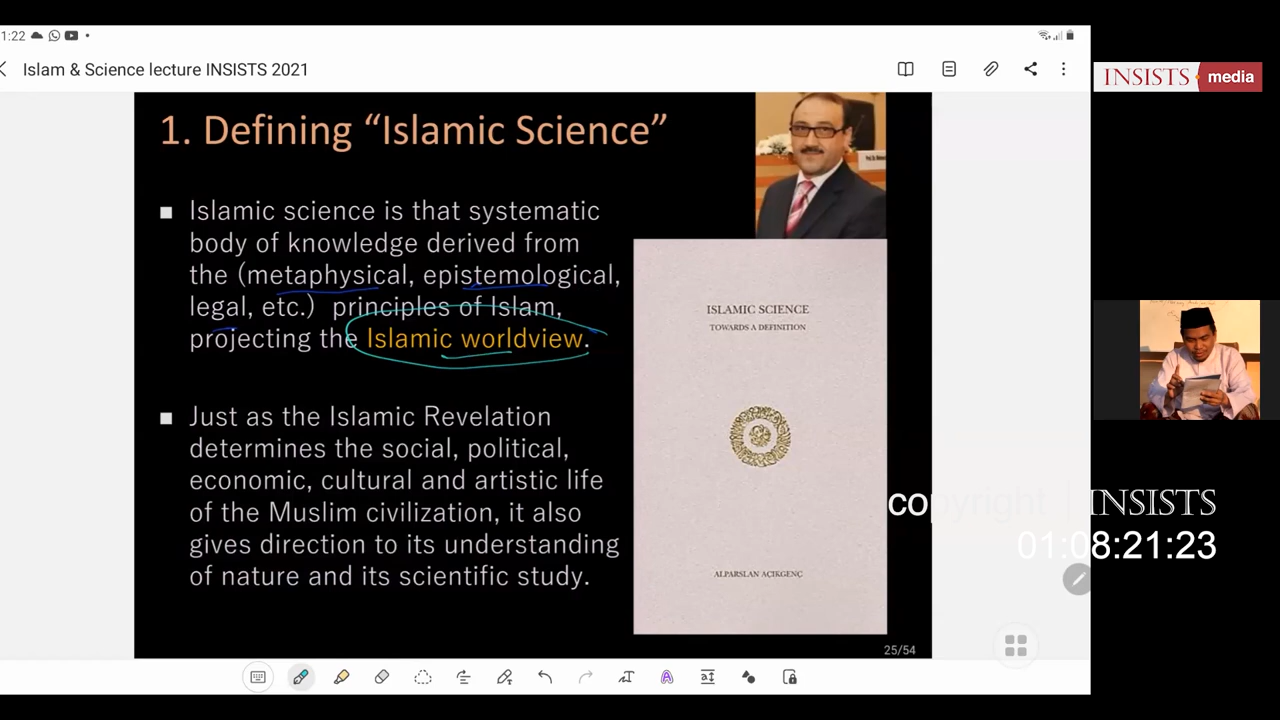 1:22
Islam & Science lecture INSISTS 2021
INSISTS media
1. Defining “Islamic Science”
■ Islamic science is that systematic
body of knowledge derived from
the (metaphysical, epistemological,
legal, etc.) principles of Islam,
projecting the Islamic worldview.
■ Just as the Islamic Revelation
determines the social, political,
economic, cultural and artistic life
of the Muslim civilization, it also
gives direction to its understanding
of nature and its scientific study.
ISLAMIC SCIENCE
TOWARDS A DEFINITION
ALPARSLAN AÇIKGENÇ
copyright | INSISTS
01:08:21:23
25/54